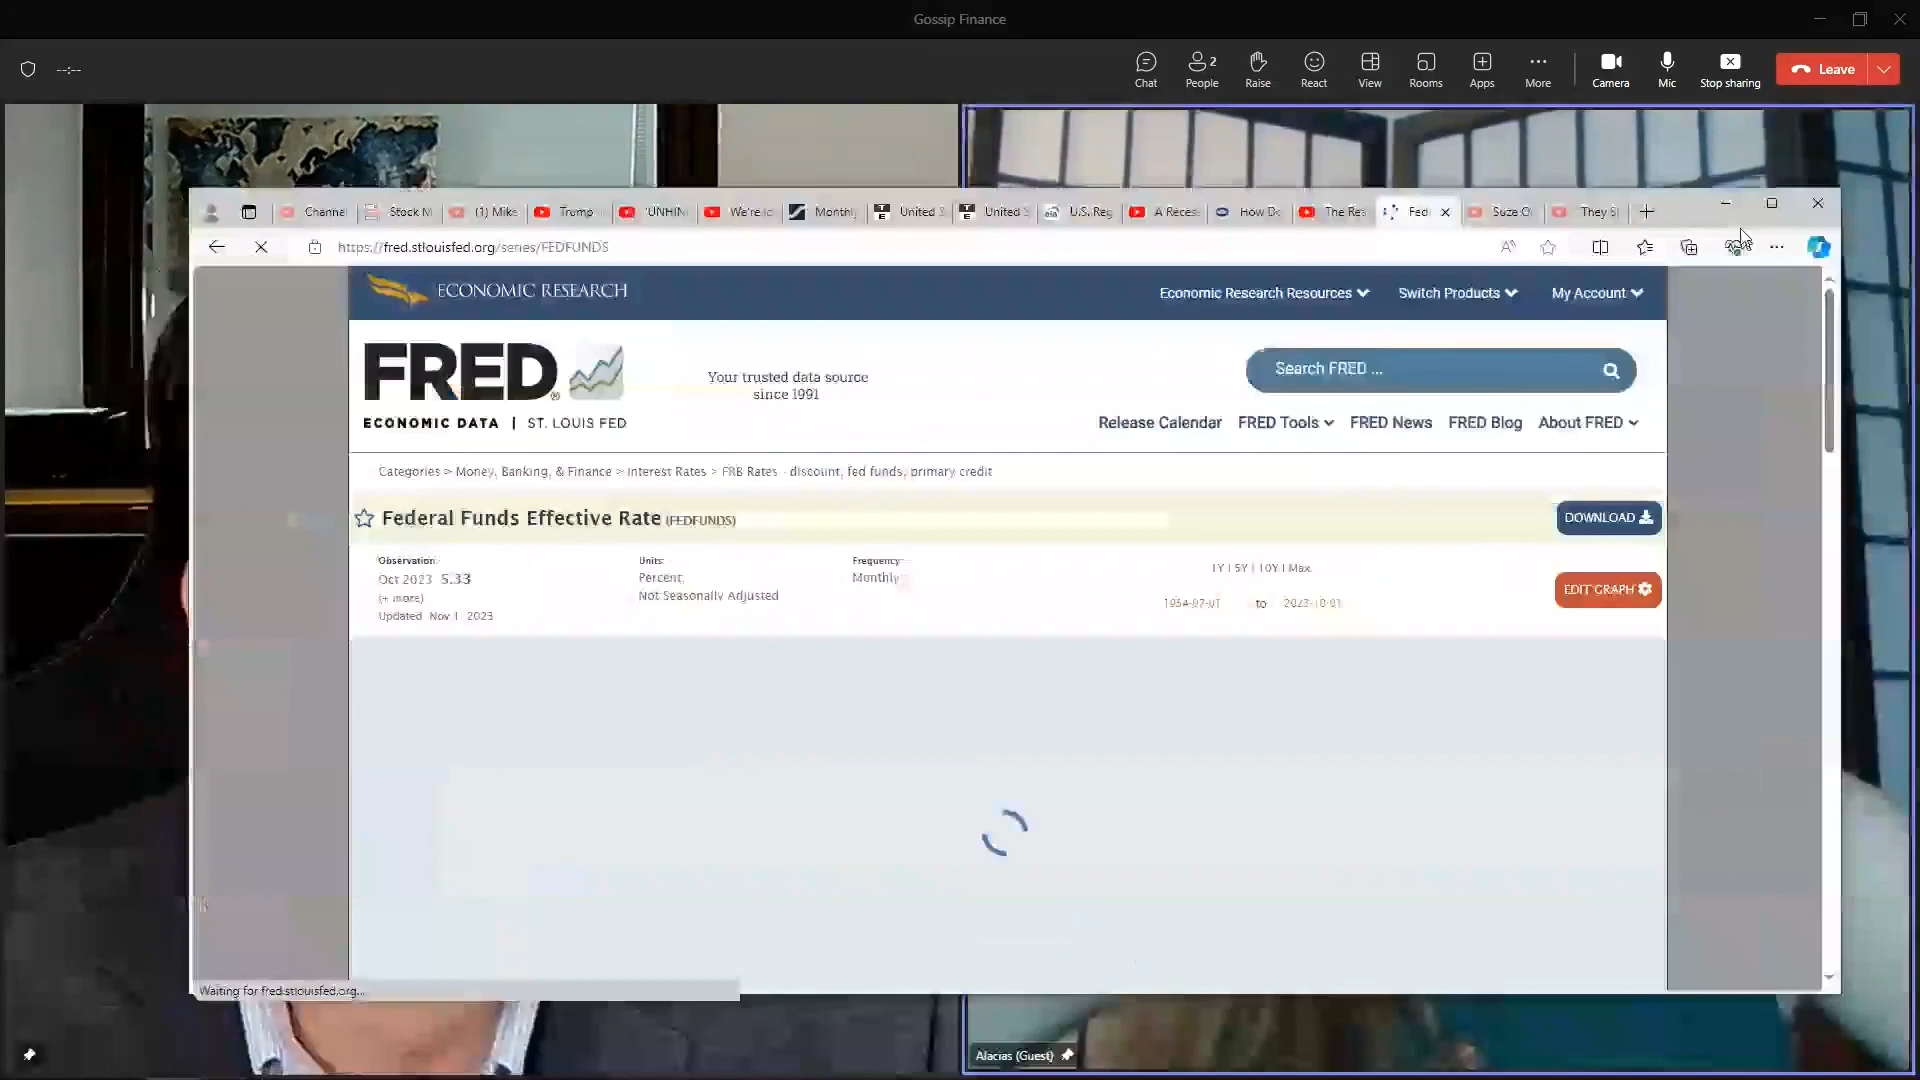 Gossip Finance
--:--
Chat
People
2
Raise
React
View
Rooms
Apps
More
Camera
Mic
Stop sharing
Leave
Channel
Stock M
(1) Mike
Trump
'UNHIN
We're
Monthly
United S
United S
U.S. Reg
A Reces
How Do
The Re
Fed
Suze O
They S
https://fred.stlouisfed.org/series/FEDFUNDS
ECONOMIC RESEARCH
Economic Research Resources
Switch Products
My Account
FRED
Your trusted data source
since 1991
Search FRED ...
ECONOMIC DATA | ST. LOUIS FED
Release Calendar
FRED Tools
FRED News
FRED Blog
About FRED
Categories > Money, Banking, & Finance > Interest Rates > FRB Rates - discount, fed funds, primary credit
Federal Funds Effective Rate (FEDFUNDS)
DOWNLOAD
Observation:
Units:
Frequency:
Oct 2023 5.33
Percent,
Monthly
1Y | 5Y | 10Y | Max
EDIT GRAPH
(+ more)
Not Seasonally Adjusted
1954-07-01 to 2023-10-01
Updated Nov 1 2023
Waiting for fred.stlouisfed.org...
Alacias (Guest)